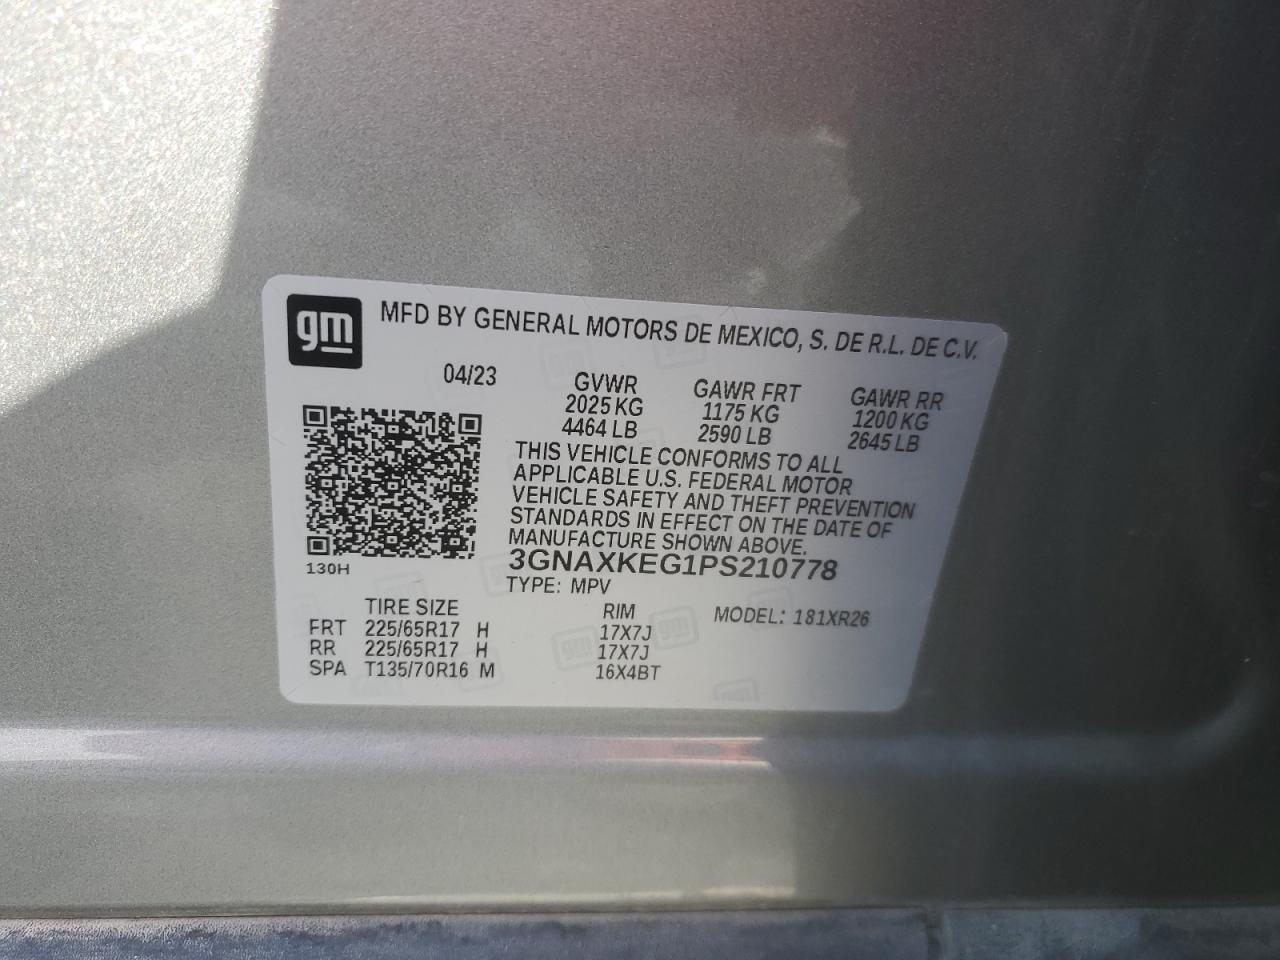 gm
MFD BY GENERAL MOTORS DE MEXICO, S. DE R.L. DE C.V.
04/23
GVWR GAWR FRT GAWR RR
2025 KG 1175 KG 1200 KG
4464 LB 2590 LB 2645 LB
THIS VEHICLE CONFORMS TO ALL
APPLICABLE U.S. FEDERAL MOTOR
VEHICLE SAFETY AND THEFT PREVENTION
STANDARDS IN EFFECT ON THE DATE OF
MANUFACTURE SHOWN ABOVE.
3GNAXKEG1PS210778
130H
TYPE: MPV
TIRE SIZE RIM MODEL: 181XR26
FRT 225/65R17 H 17X7J
RR 225/65R17 H 17X7J
SPA T135/70R16 M 16X4BT